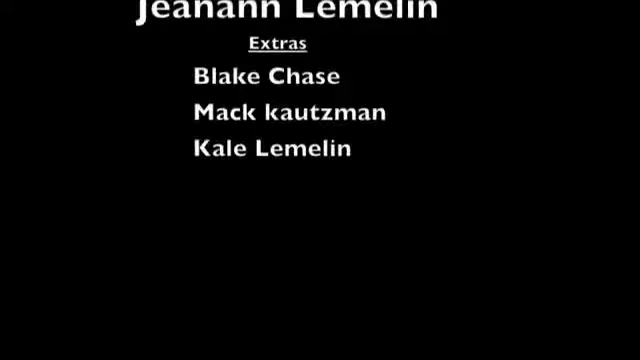 Jeanann Lemelin
Extras
Blake Chase
Mack kautzman
Kale Lemelin